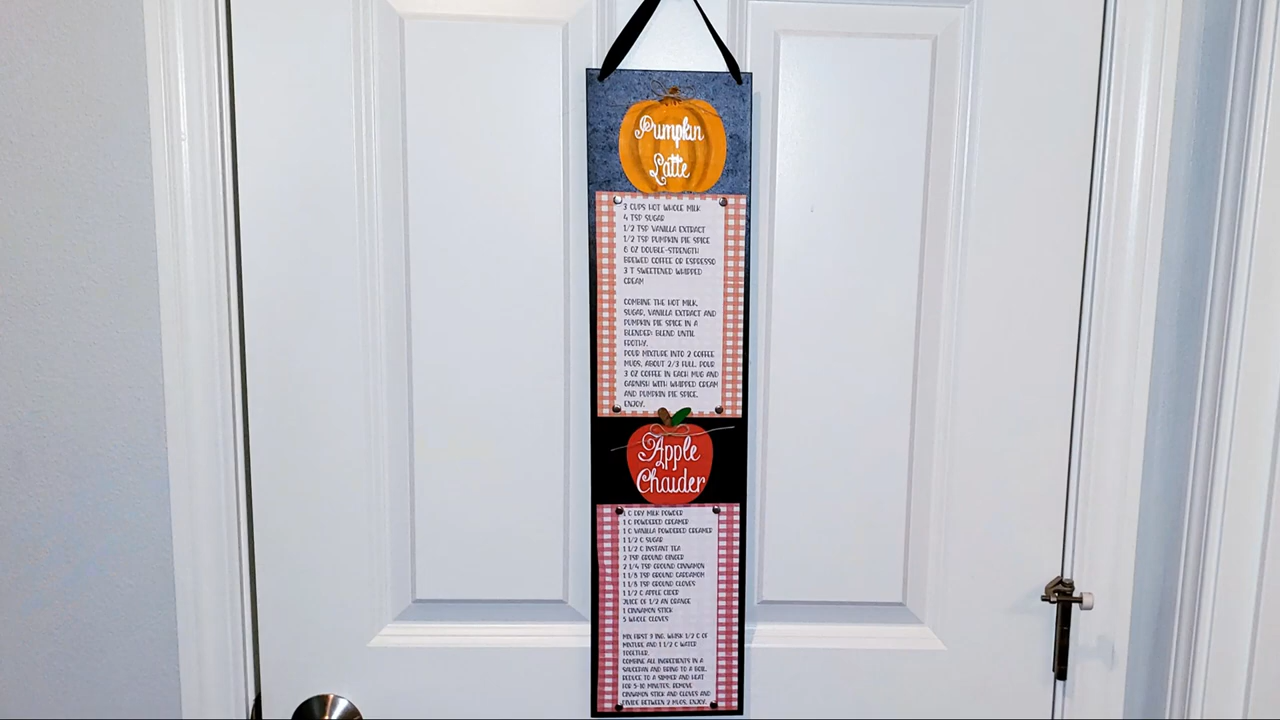 Pumpkin
Latte
3 CUPS HOT WHOLE MILK
4 TSP SUGAR
1/2 TSP VANILLA EXTRACT
1/2 TSP PUMPKIN PIE SPICE
6 OZ DOUBLE-STRENGTH
BREWED COFFEE OR ESPRESSO
3 T SWEETENED WHIPPED
CREAM
COMBINE THE HOT MILK,
SUGAR, VANILLA EXTRACT AND
PUMPKIN PIE SPICE IN A
BLENDER; BLEND UNTIL
FROTHY.
POUR MIXTURE INTO 2 COFFEE
MUGS, ABOUT 2/3 FULL. POUR
3 OZ COFFEE IN EACH MUG AND
GARNISH WITH WHIPPED CREAM
AND PUMPKIN PIE SPICE.
ENJOY.
Apple
Chaider
1 C DRY MILK POWDER
1 C POWDERED CREAMER
1 C VANILLA POWDERED CREAMER
1 1/2 C SUGAR
1 1/2 C INSTANT TEA
2 TSP GROUND GINGER
2 1/4 TSP GROUND CINNAMON
1 1/8 TSP GROUND CARDAMOM
1 1/8 TSP GROUND CLOVES
1 1/2 C APPLE CIDER
JUICE OF 1/2 AN ORANGE
1 CINNAMON STICK
5 WHOLE CLOVES
MIX FIRST 9 ING. WHISK 1/2 C OF
MIXTURE AND 1 1/2 C WATER
TOGETHER.
COMBINE ALL INGREDIENTS IN A
SAUCEPAN AND BRING TO A BOIL.
REDUCE TO A SIMMER AND HEAT
FOR 5-10 MINUTES. REMOVE
CINNAMON STICK AND CLOVES AND
DIVIDE BETWEEN 2 MUGS. ENJOY.